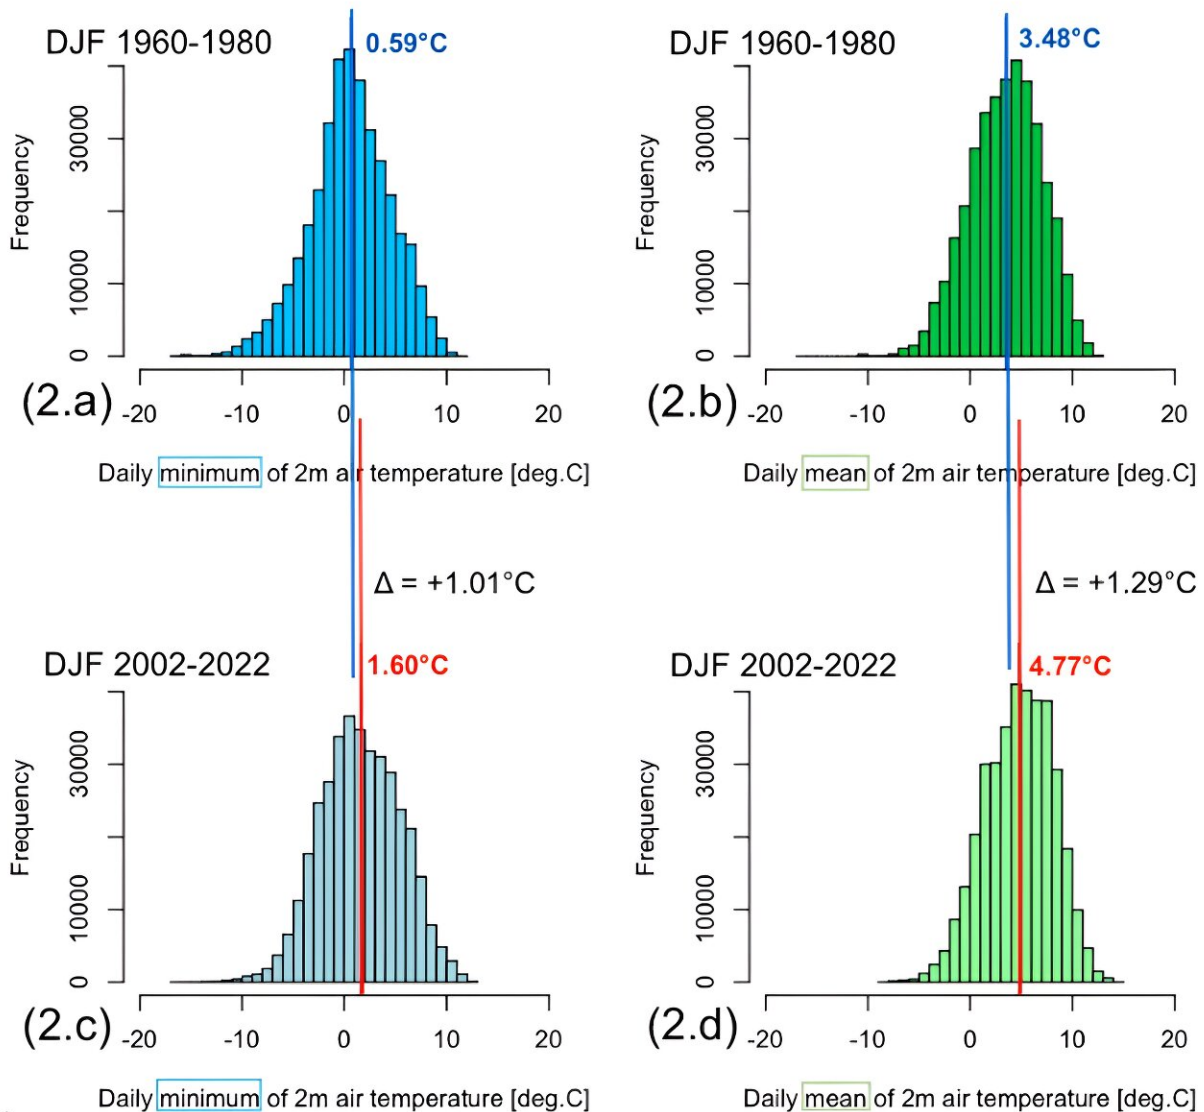 DJF 1960-1980
0.59°C
Frequency
30000
10000
0
-20 -10 0 10 20
(2.a)
Daily minimum of 2m air temperature [deg.C]
DJF 1960-1980
3.48°C
Frequency
30000
10000
0
-20 -10 0 10 20
(2.b)
Daily mean of 2m air temperature [deg.C]
Δ = +1.01°C
Δ = +1.29°C
DJF 2002-2022
1.60°C
Frequency
30000
10000
0
-20 -10 0 10 20
(2.c)
Daily minimum of 2m air temperature [deg.C]
DJF 2002-2022
4.77°C
Frequency
30000
10000
0
-20 -10 0 10 20
(2.d)
Daily mean of 2m air temperature [deg.C]